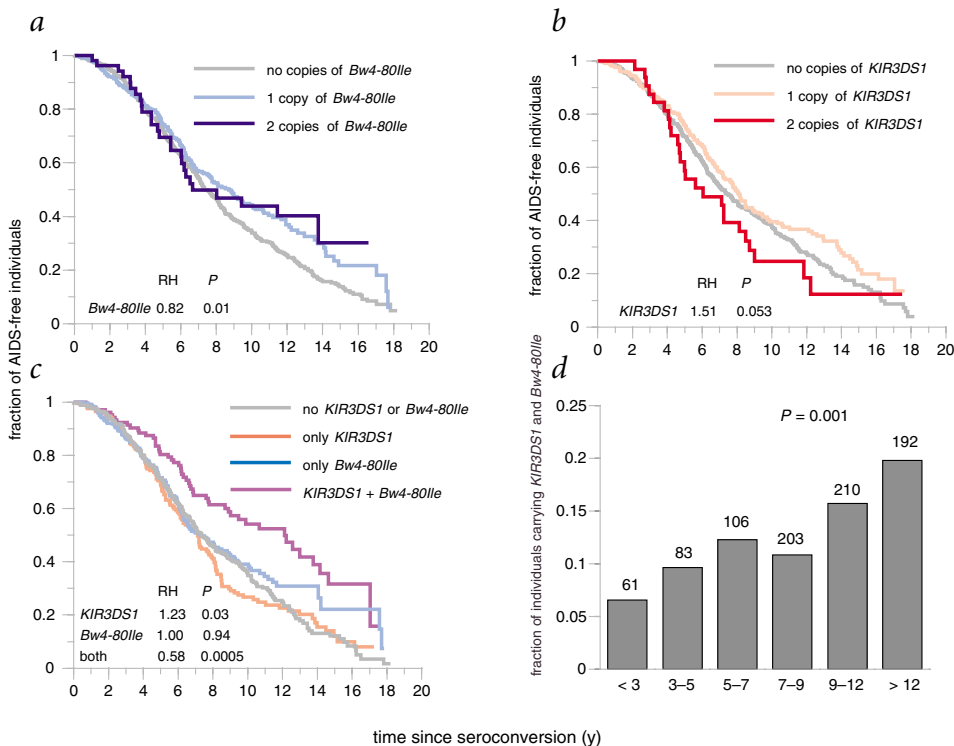 a
1
0.8
0.6
0.4
0.2
0
0 2 4 6 8 10 12 14 16 18 20
no copies of Bw4-80Ile
1 copy of Bw4-80Ile
2 copies of Bw4-80Ile
RH P
Bw4-80Ile 0.82 0.01
b
fraction of AIDS-free individuals
1
0.8
0.6
0.4
0.2
0
0 2 4 6 8 10 12 14 16 18 20
no copies of KIR3DS1
1 copy of KIR3DS1
2 copies of KIR3DS1
RH P
KIR3DS1 1.51 0.053
fraction of AIDS-free individuals
c
1
0.8
0.6
0.4
0.2
0
0 2 4 6 8 10 12 14 16 18 20
no KIR3DS1 or Bw4-80Ile
only KIR3DS1
only Bw4-80Ile
KIR3DS1 + Bw4-80Ile
RH P
KIR3DS1 1.23 0.03
Bw4-80Ile 1.00 0.94
both 0.58 0.0005
d
fraction of individuals carrying KIR3DS1 and Bw4-80Ile
0.25
0.2
0.15
0.1
0.05
0
P = 0.001
61 83 106 203 210 192
< 3 3–5 5–7 7–9 9–12 > 12
time since seroconversion (y)